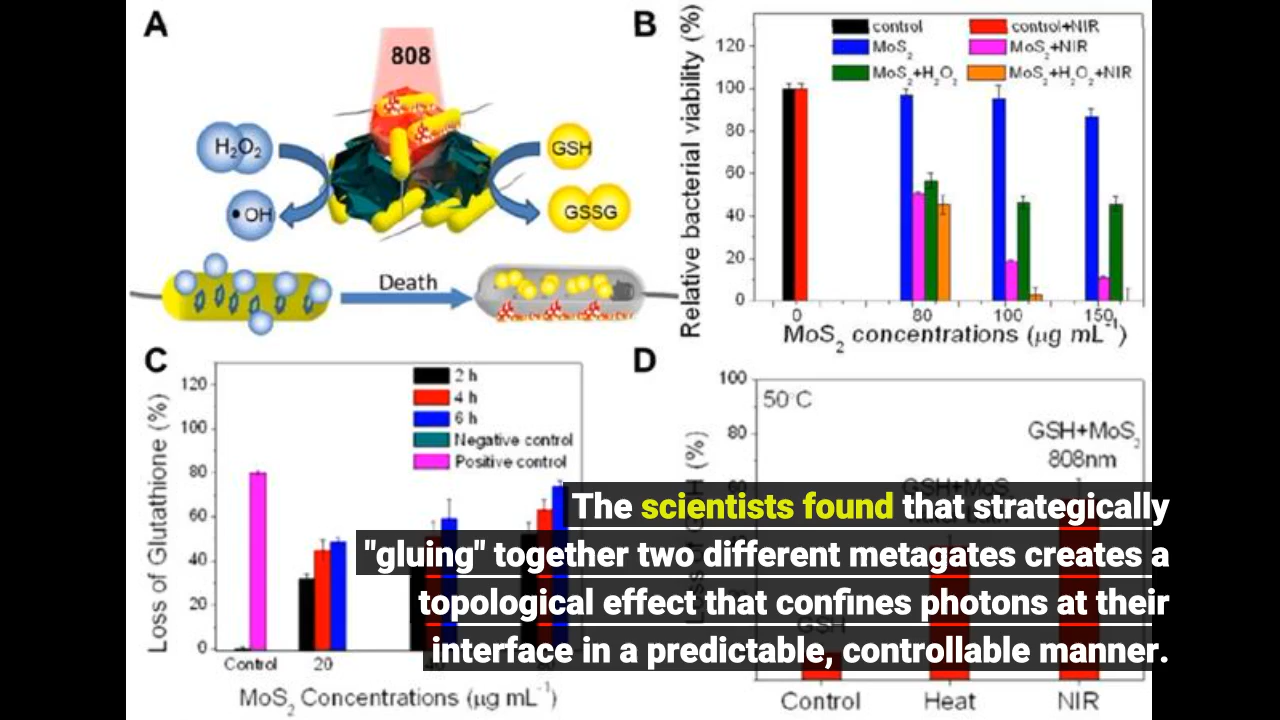 A
808
H2O2
GSH
•OH
GSSG
Death
B
control
control+NIR
MoS2
MoS2+NIR
MoS2+H2O2
MoS2+H2O2+NIR
Relative bacterial viability (%)
120
100
80
60
40
20
0
0 80 100 150
MoS2 concentrations (μg mL-1)
C
2 h
4 h
6 h
Negative control
Positive control
Loss of Glutathione (%)
120
100
80
60
40
20
0
Control 20
MoS2 Concentrations (μg mL-1)
D
100
50°C
80
GSH+MoS2
808nm
GSH+MoS
GSH
Control Heat NIR
The scientists found that strategically
"gluing" together two different metagates creates a
topological effect that confines photons at their
interface in a predictable, controllable manner.